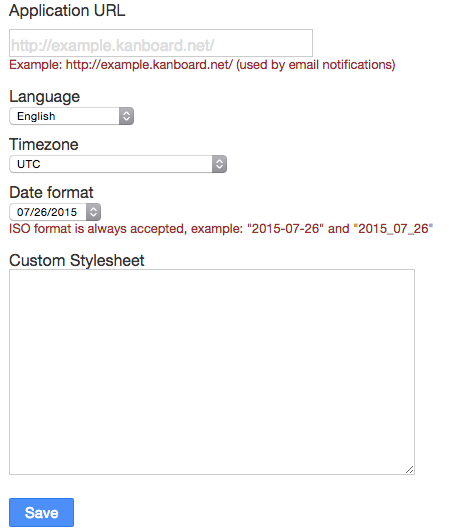 Application URL
http://example.kanboard.net/
Example: http://example.kanboard.net/ (used by email notifications)
Language
English
Timezone
UTC
Date format
07/26/2015
ISO format is always accepted, example: "2015-07-26" and "2015_07_26"
Custom Stylesheet
Save